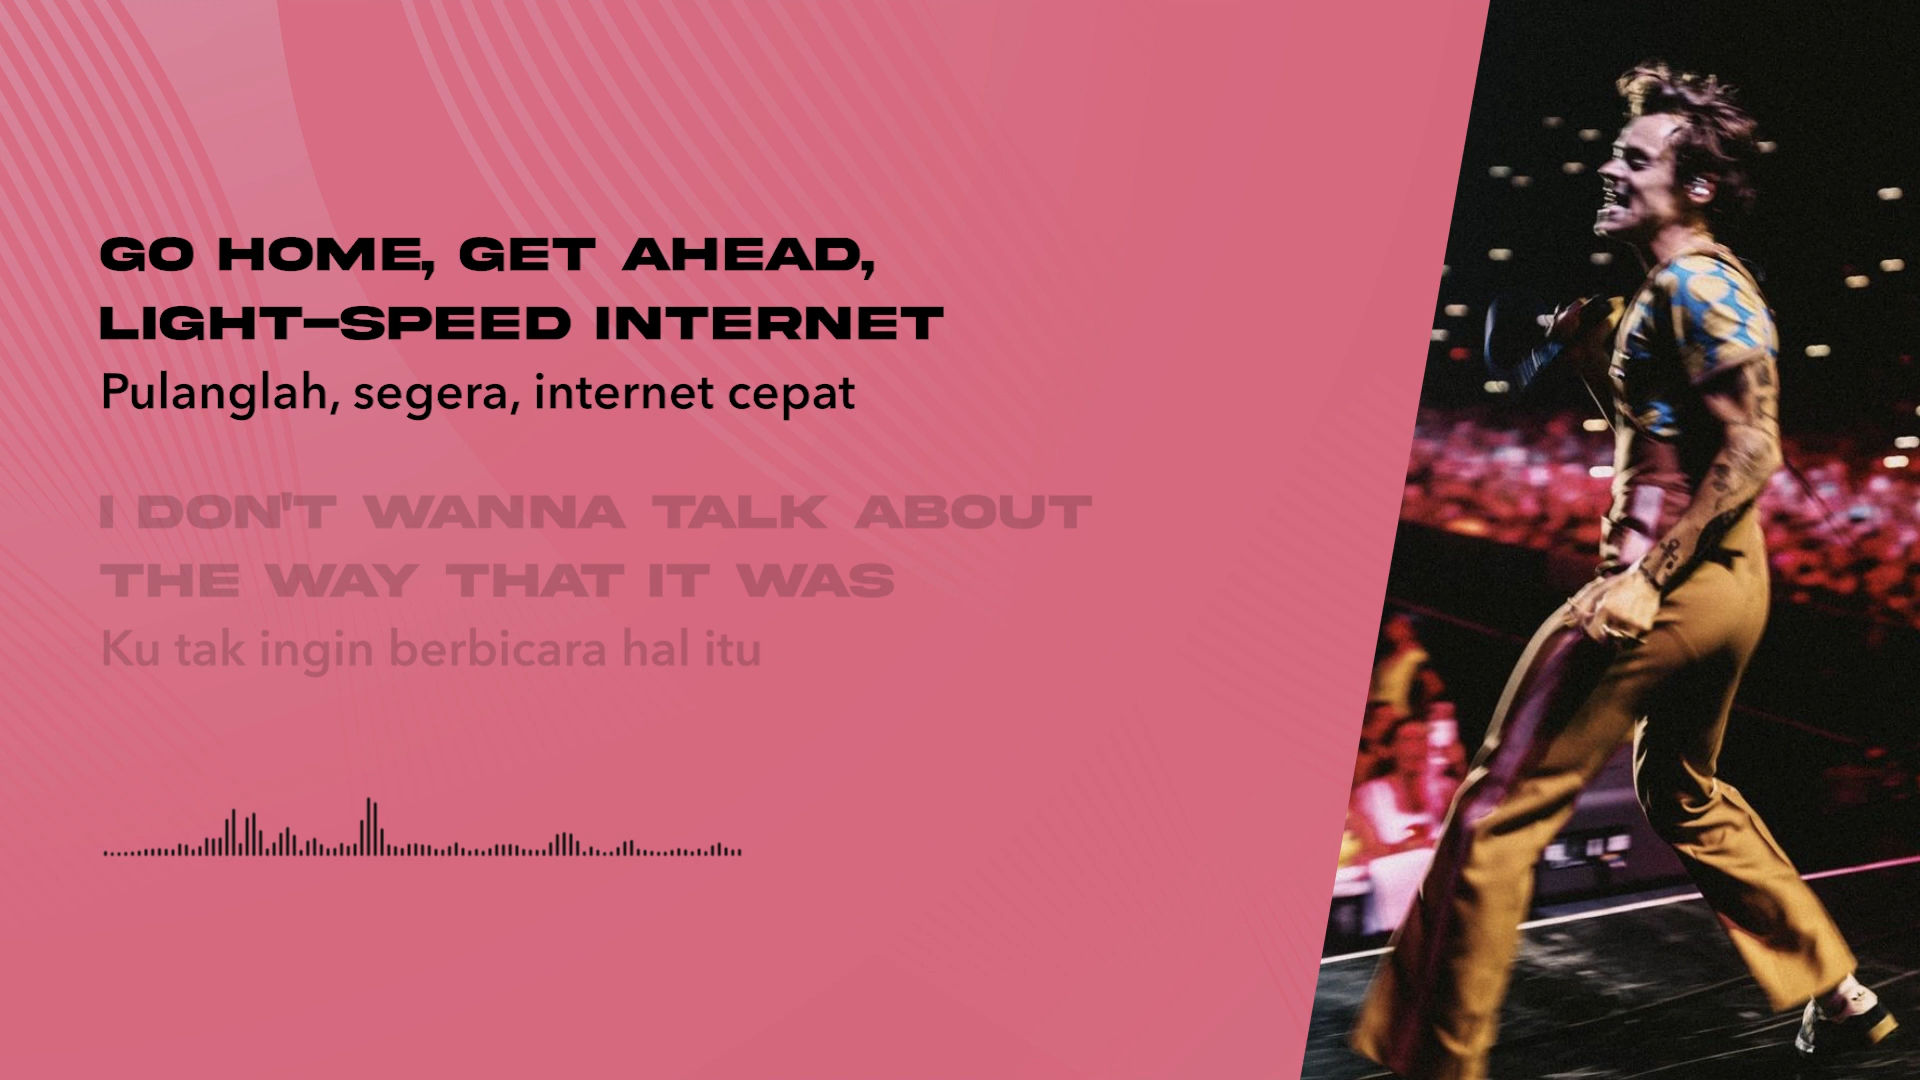 GO HOME, GET AHEAD,
LIGHT-SPEED INTERNET
Pulanglah, segera, internet cepat
I DON'T WANNA TALK ABOUT
THE WAY THAT IT WAS
Ku tak ingin berbicara hal itu